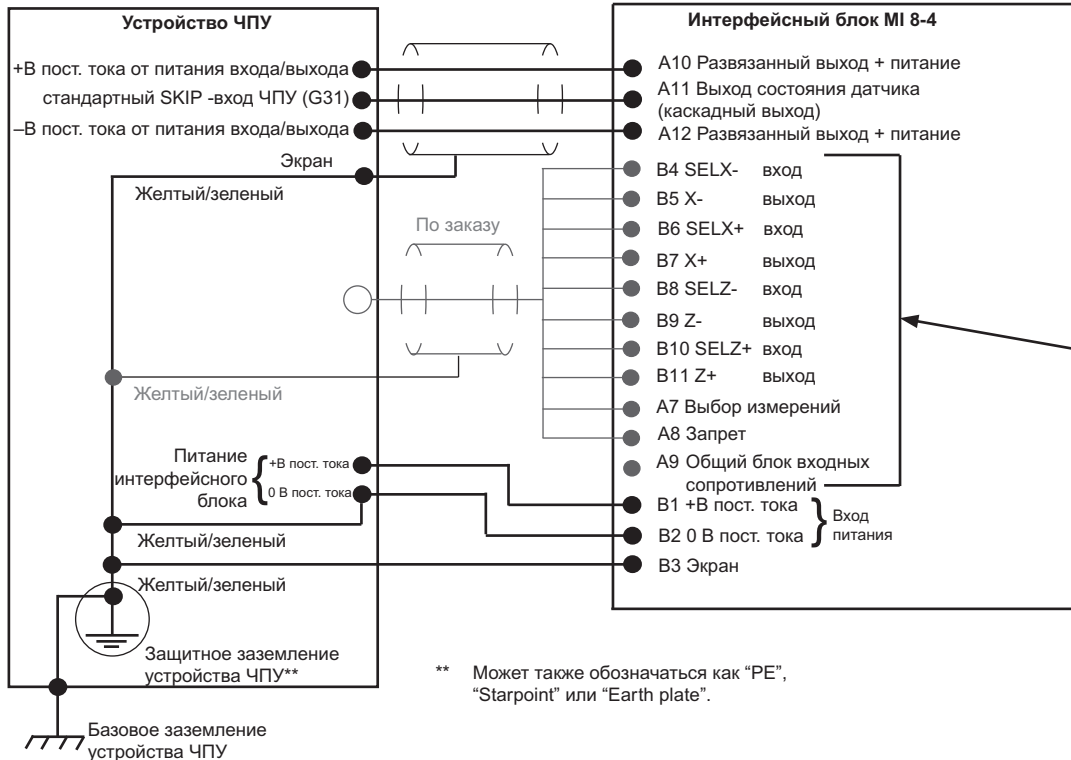 Устройство ЧПУ
Интерфейсный блок MI 8-4
+В пост. тока от питания входа/выхода
стандартный SKIP -вход ЧПУ (G31)
–В пост. тока от питания входа/выхода
Экран
Желтый/зеленый
По заказу
Желтый/зеленый
Питание
интерфейсного
блока
+В пост. тока
0 В пост. тока
Желтый/зеленый
Желтый/зеленый
Защитное заземление
устройства ЧПУ**
Базовое заземление
устройства ЧПУ
A10 Развязанный выход + питание
A11 Выход состояния датчика
(каскадный выход)
A12 Развязанный выход + питание
B4 SELX- вход
B5 X- выход
B6 SELX+ вход
B7 X+ выход
B8 SELZ- вход
B9 Z- выход
B10 SELZ+ вход
B11 Z+ выход
A7 Выбор измерений
A8 Запрет
A9 Общий блок входных
сопротивлений
B1 +В пост. тока
B2 0 В пост. тока
Вход
питания
B3 Экран
** Может также обозначаться как “PE”,
“Starpoint” или “Earth plate”.